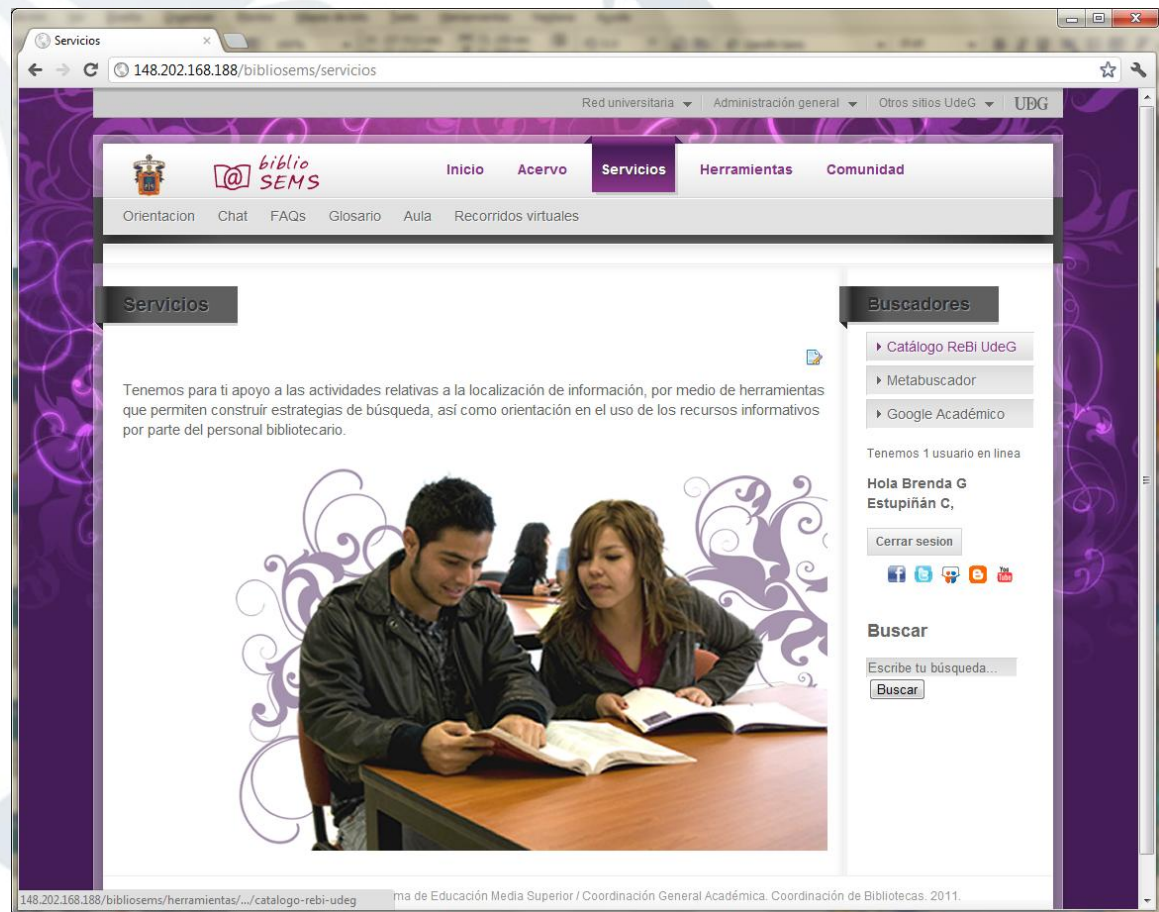 Servicios
148.202.168.188/bibliosems/servicios
Red universitaria Administración general Otros sitios UdeG UDG
biblio
SEMS
Inicio Acervo Servicios Herramientas Comunidad
Orientacion Chat FAQs Glosario Aula Recorridos virtuales
Servicios
Tenemos para ti apoyo a las actividades relativas a la localización de información, por medio de herramientas
que permiten construír estrategias de búsqueda, así como orientación en el uso de los recursos informativos
por parte del personal bibliotecario.
Buscadores
Catálogo ReBi UdeG
Metabuscador
Google Académico
Tenemos 1 usuario en linea
Hola Brenda G
Estupiñán C,
Cerrar sesion
You
Tube
Buscar
Escribe tu búsqueda...
Buscar
ma de Educación Media Superior / Coordinación General Académica. Coordinación de Bibliotecas. 2011.
148.202.168.188/bibliosems/herramientas/.../catalogo-rebi-udeg